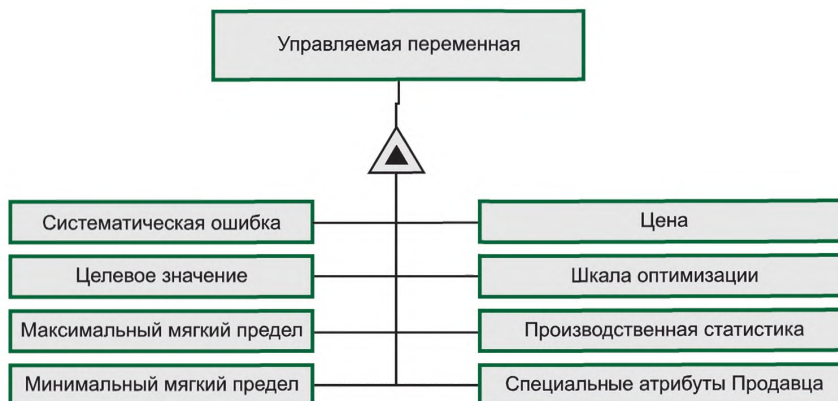 Управляемая переменная
Систематическая ошибка
Цена
Целевое значение
Шкала оптимизации
Максимальный мягкий предел
Производственная статистика
Минимальный мягкий предел
Специальные атрибуты Продавца